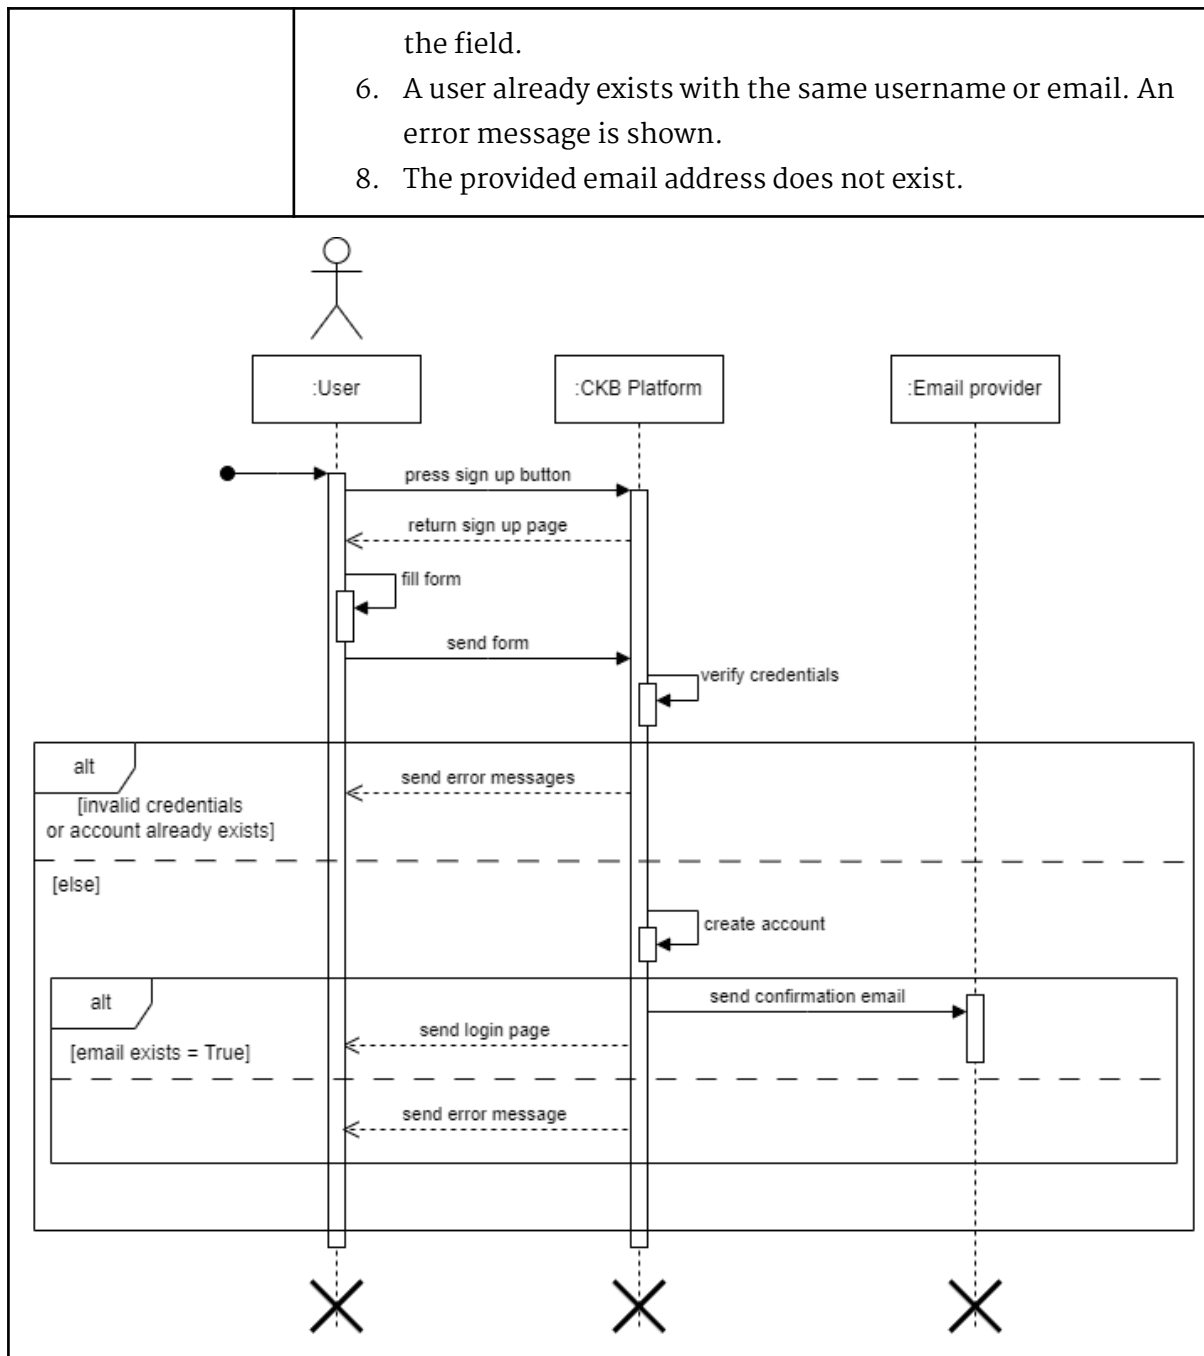 the field.
6. A user already exists with the same username or email. An
error message is shown.
8. The provided email address does not exist.
:User
:CKB Platform
:Email provider
press sign up button
return sign up page
fill form
send form
verify credentials
alt
send error messages
[invalid credentials
or account already exists]
[else]
create account
alt
send confirmation email
send login page
[email exists = True]
send error message